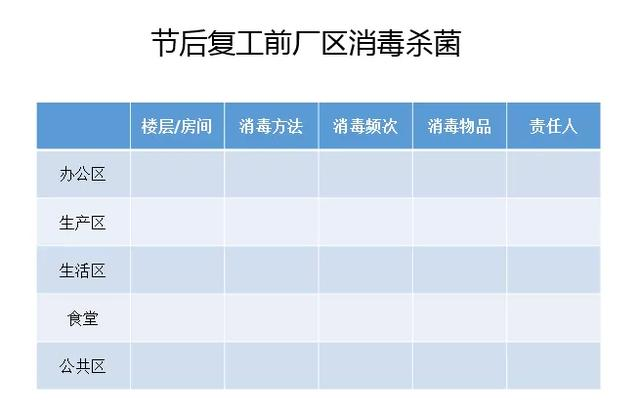 节后复工前厂区消毒杀菌
楼层/房间 消毒方法 消毒频次 消毒物品 责任人
办公区
生产区
生活区
食堂
公共区